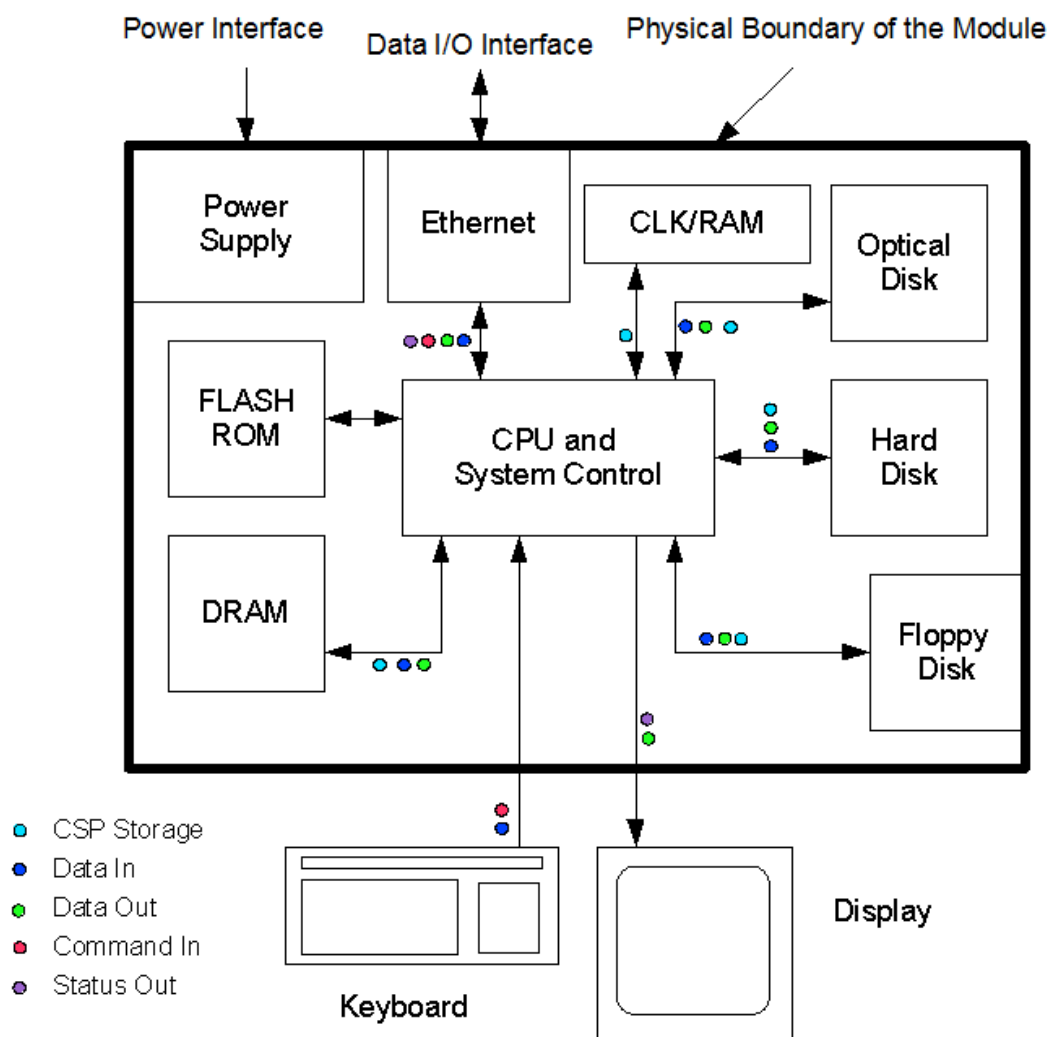 Power Interface
Data I/O Interface
Physical Boundary of the Module
Power
Supply
Ethernet
CLK/RAM
Optical
Disk
FLASH
ROM
CPU and
System Control
Hard
Disk
DRAM
Floppy
Disk
CSP Storage
Data In
Data Out
Command In
Status Out
Keyboard
Display